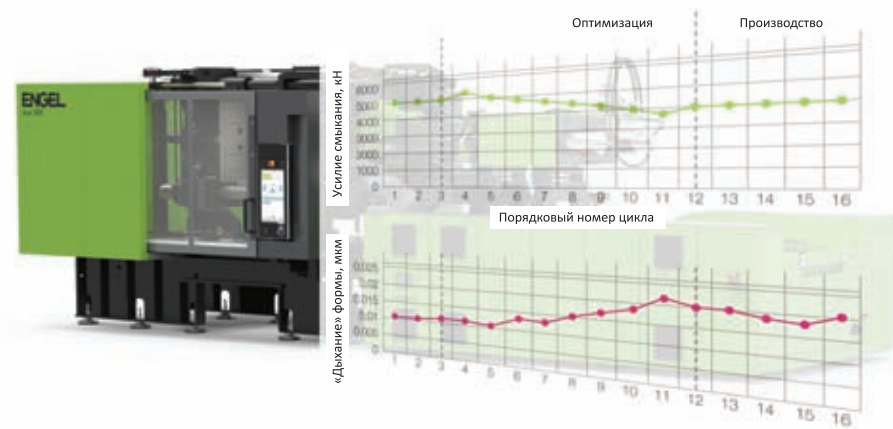 Оптимизация Производство
ENGEL
Усилие смыкания, кН
6000
5000
4000
3000
2000
1000
0
1 2 3 4 5 6 7 8 9 10 11 12 13 14 15 16
Порядковый номер цикла
«Дыхание» формы, мкм
0.025
0.02
0.015
0.01
0.005
0
1 2 3 4 5 6 7 8 9 10 11 12 13 14 15 16